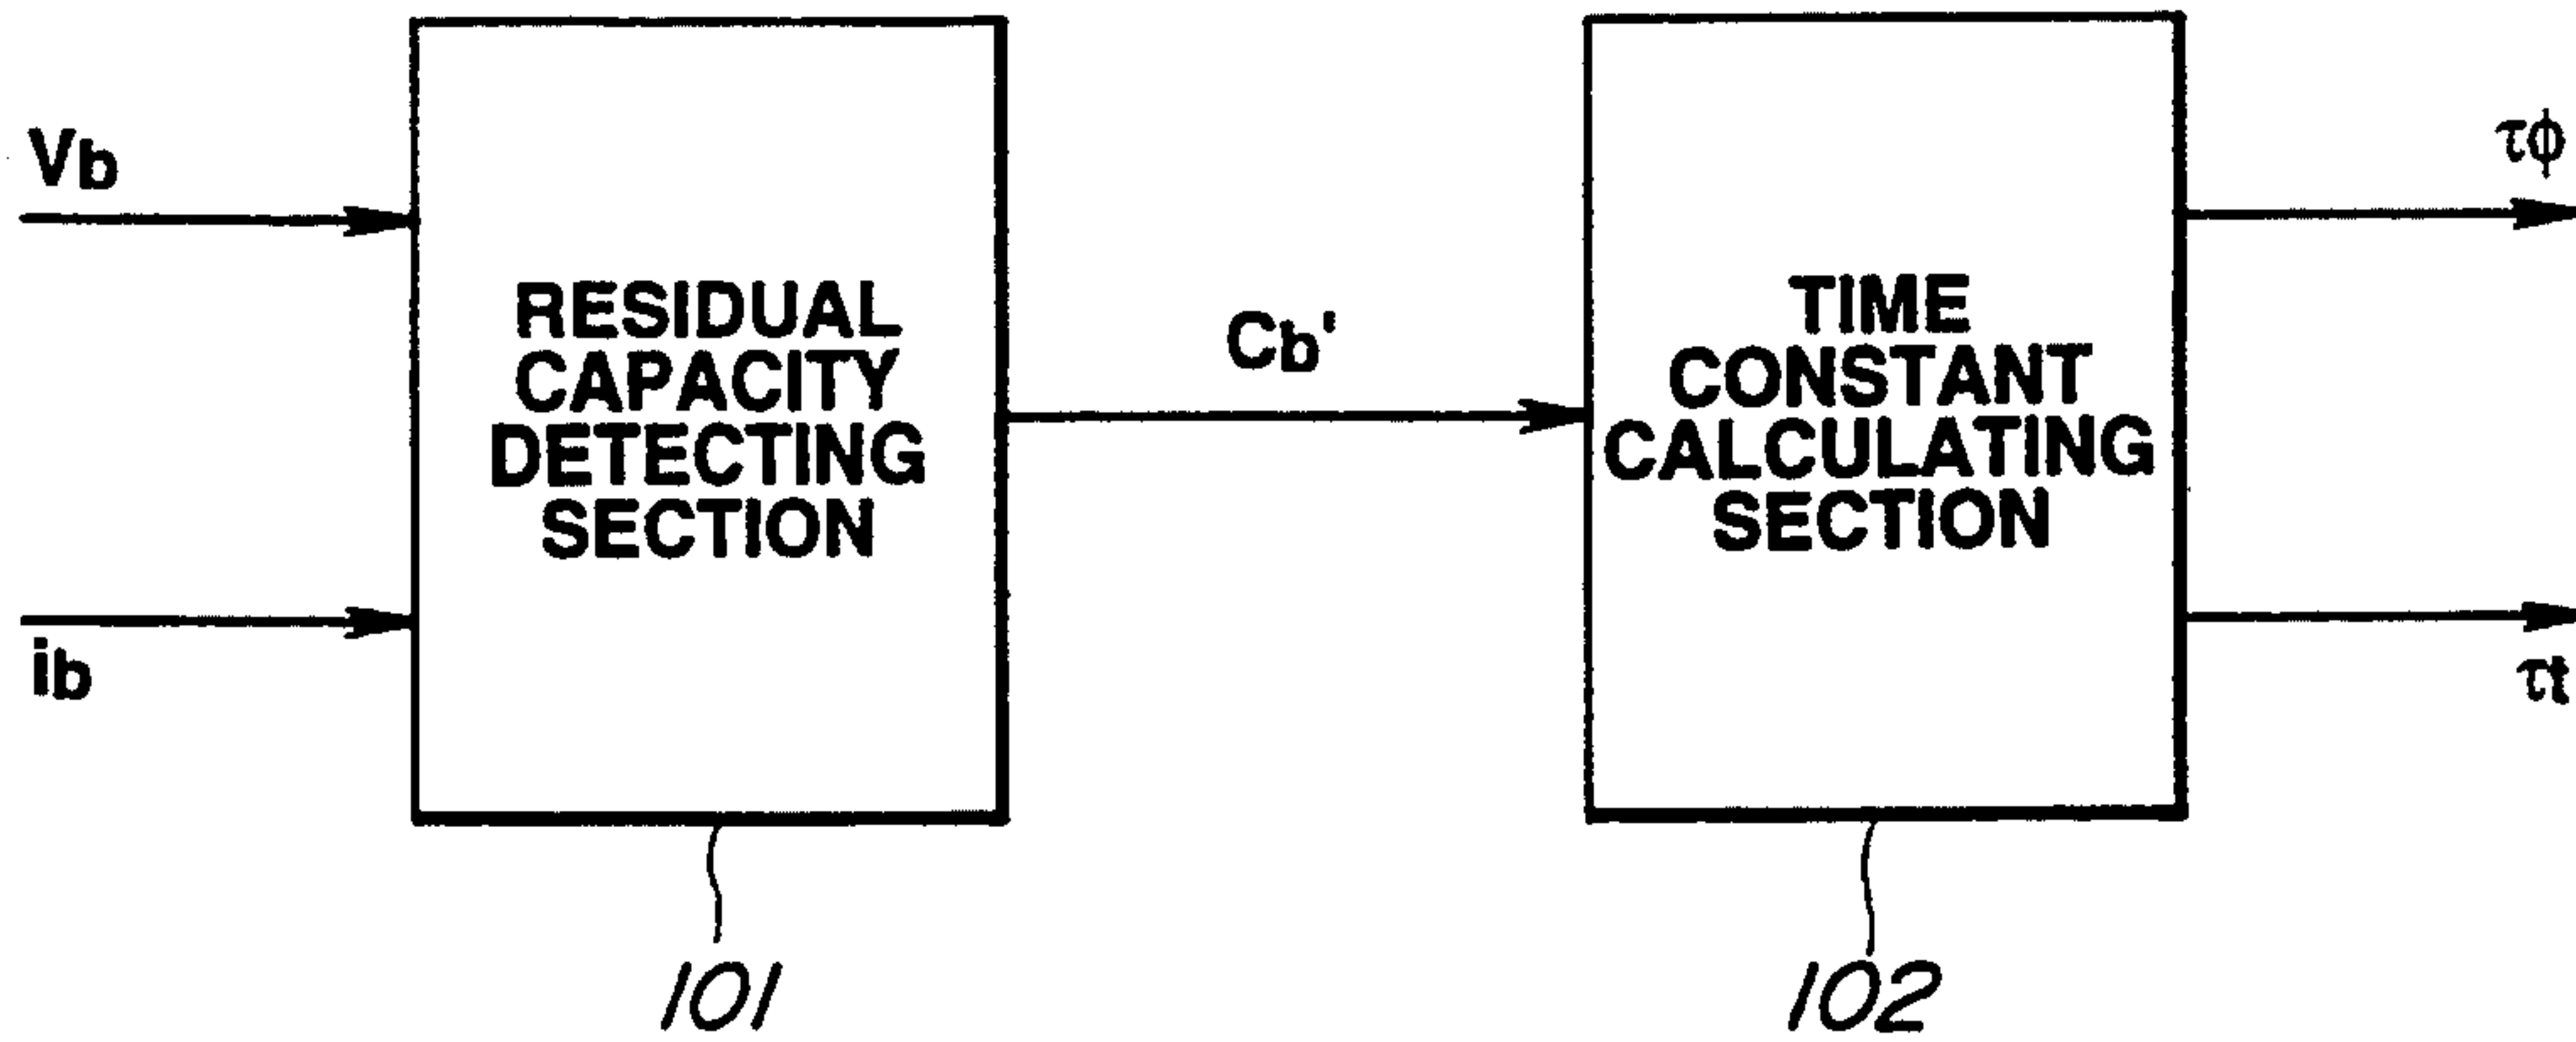 Vb
ib
RESIDUAL
CAPACITY
DETECTING
SECTION
101
Cb'
TIME
CONSTANT
CALCULATING
SECTION
102
τφ
τt